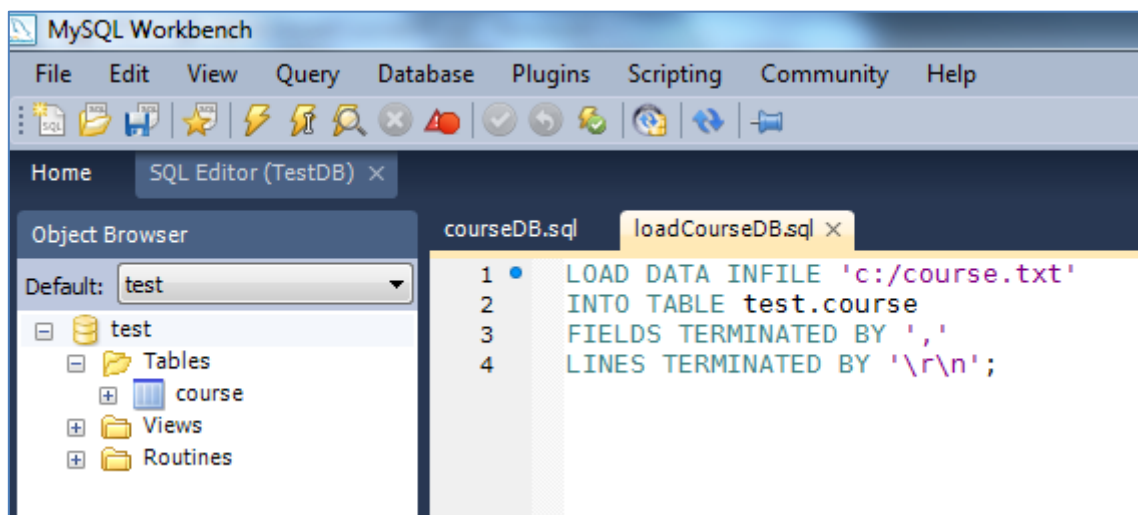 MySQL Workbench
File Edit View Query Database Plugins Scripting Community Help
Home SQL Editor (TestDB) ×
Object Browser
Default: test
test
Tables
course
Views
Routines
courseDB.sql loadCourseDB.sql ×
1 LOAD DATA INFILE 'c:/course.txt'
2 INTO TABLE test.course
3 FIELDS TERMINATED BY ','
4 LINES TERMINATED BY '\r\n';